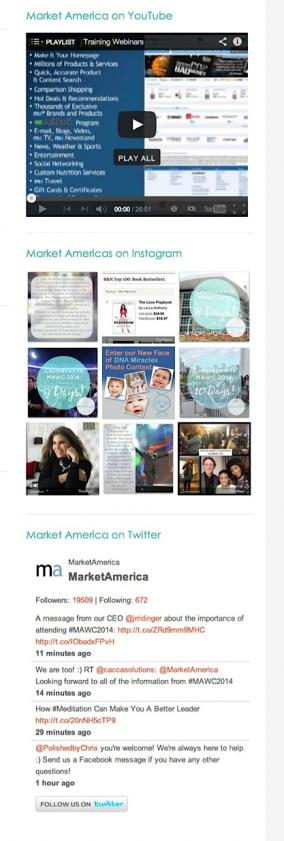 Market America on YouTube
PLAYLIST Training Webinars
• Make It Your Homepage
• Millions of Products & Services
• Quick, Accurate Product
& Content Search
• Comparison Shopping
• Hot Deals & Recommendations
• Thousands of Exclusive
ma® Brands and Products
Program
• E-mail, Blogs, Video,
ma TV, ma Newstand
• News, Weather & Sports
• Entertainment
• Social Networking
• Custom Nutrition Services
• ma Travel
• Gift Cards & Certificates
PLAY ALL
00:00 / 26:01
YouTube
Market Americas on Instagram
B&N Top 100: Book Bestsellers
The Love Playbook
Countdown to
MAWC 2014
9 Days!
Enter our New Face
of DNA Miracles
Photo Contest
Countdown to
MAWC 2014
10 Days!
Market America on Twitter
ma
MarketAmerica
MarketAmerica
Followers: 19509 | Following: 672
A message from our CEO @jrridinger about the importance of
attending #MAWC2014: http://t.co/ZRd9mm9MHC
http://t.co/IObadxFPvH
11 minutes ago
We are too! :) RT @caccasolutions: @MarketAmerica
Looking forward to all of the information from #MAWC2014
14 minutes ago
How #Meditation Can Make You A Better Leader
http://t.co/20nNH5cTP9
29 minutes ago
@PolishedbyChris you're welcome! We're always here to help
:) Send us a Facebook message if you have any other
questions!
1 hour ago
FOLLOW US ON twitter